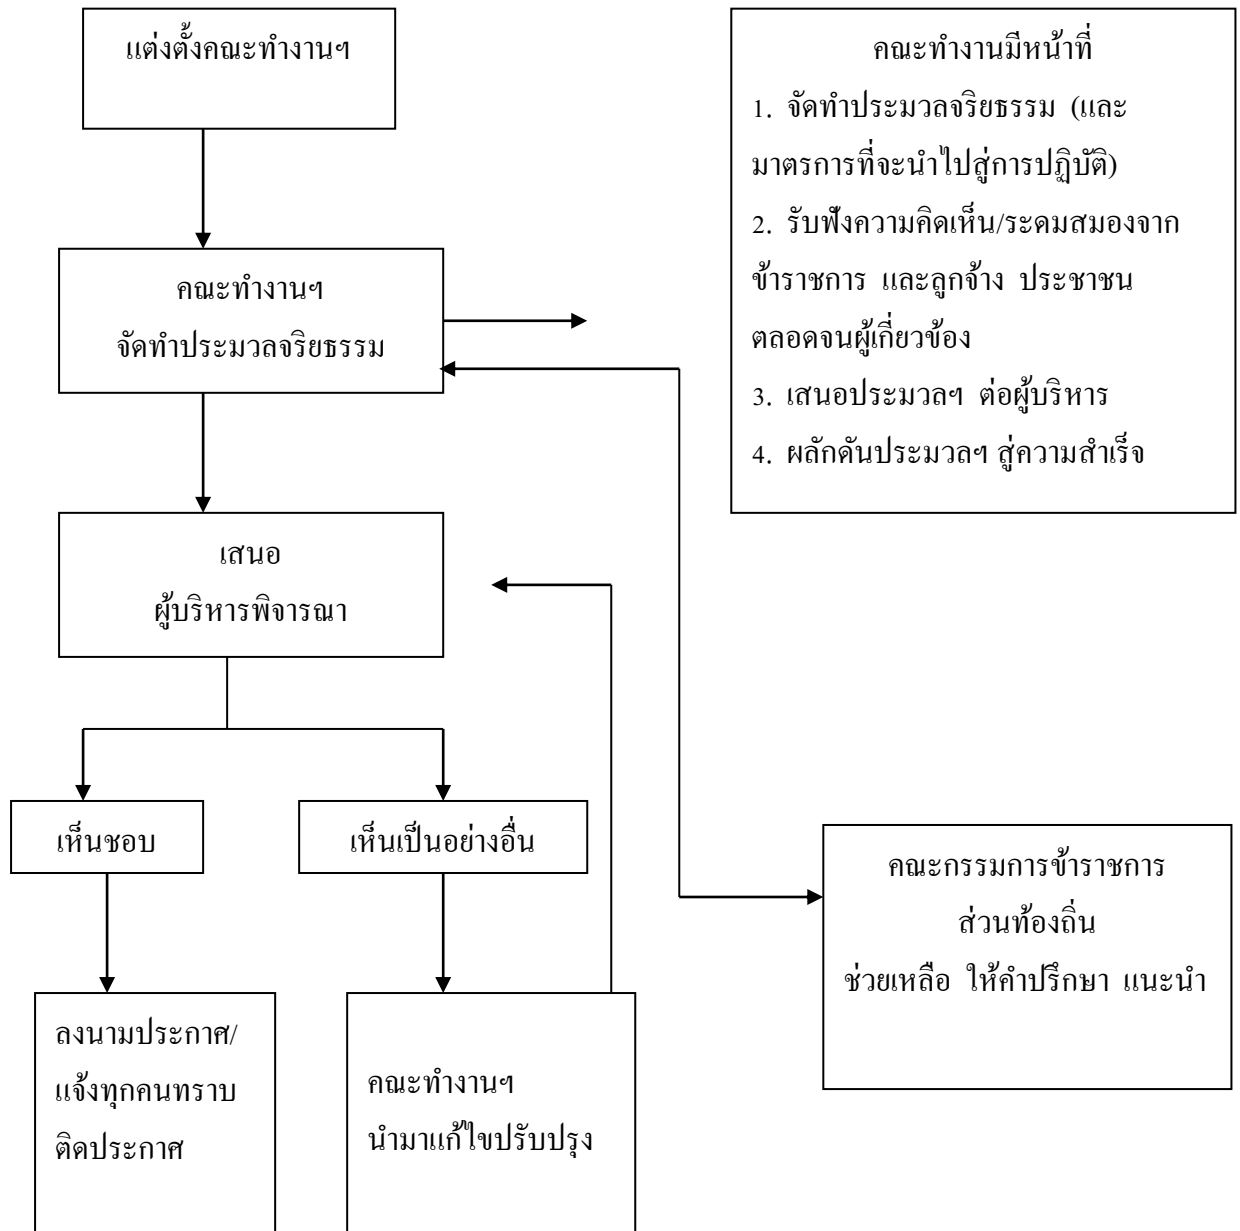 แต่งตั้งคณะทำงานฯ
คณะทำงานมีหน้าที่
1. จัดทำประมวลจริยธรรม (และ
มาตรการที่จะนำไปสู่การปฏิบัติ)
2. รับฟังความคิดเห็น/ระดมสมองจาก
ข้าราชการ และลูกจ้าง ประชาชน
ตลอดจนผู้เกี่ยวข้อง
3. เสนอประมวลฯ ต่อผู้บริหาร
4. ผลักดันประมวลฯ สู่ความสำเร็จ
คณะทำงานฯ
จัดทำประมวลจริยธรรม
เสนอ
ผู้บริหารพิจารณา
เห็นชอบ
เห็นเป็นอย่างอื่น
คณะกรรมการข้าราชการ
ส่วนท้องถิ่น
ช่วยเหลือ ให้คำปรึกษา แนะนำ
ลงนามประกาศ/
แจ้งทุกคนทราบ
ติดประกาศ
คณะทำงานฯ
นำมาแก้ไขปรับปรุง